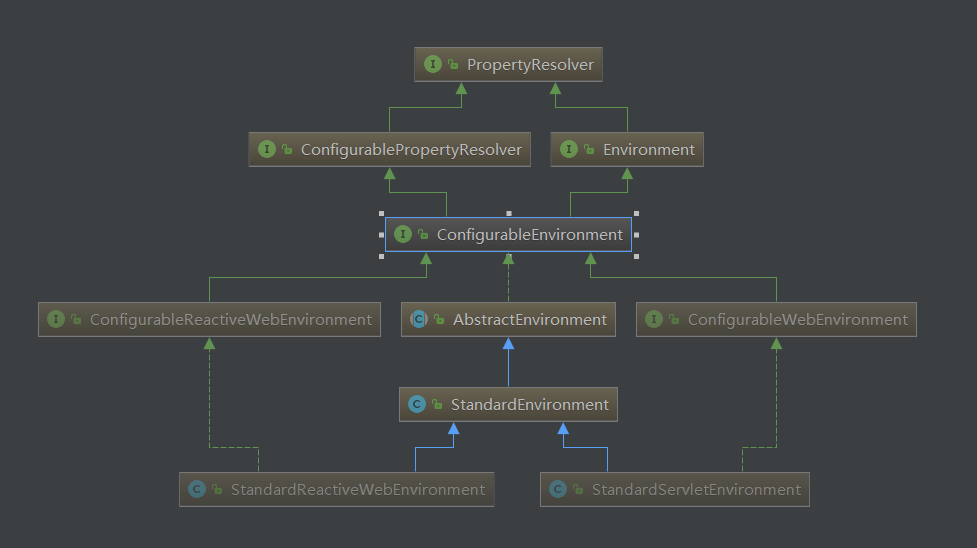 PropertyResolver
ConfigurablePropertyResolver
Environment
ConfigurableEnvironment
ConfigurableReactiveWebEnvironment
AbstractEnvironment
ConfigurableWebEnvironment
StandardEnvironment
StandardReactiveWebEnvironment
StandardServletEnvironment